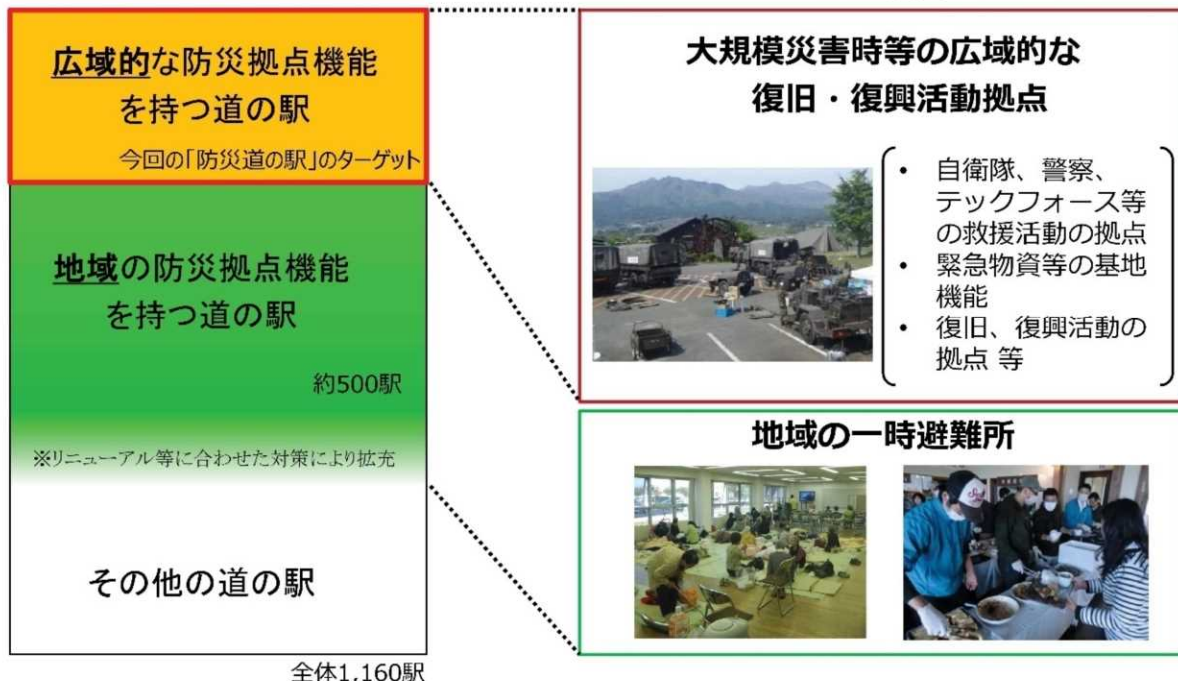 広域的な防災拠点機能
を持つ道の駅
今回の「防災道の駅」のターゲット
地域の防災拠点機能
を持つ道の駅
約500駅
※リニューアル等に合わせた対策により拡充
その他の道の駅
全体1,160駅
大規模災害時等の広域的な
復旧・復興活動拠点
• 自衛隊、警察、
テックフォース等
の救援活動の拠点
• 緊急物資等の基地
機能
• 復旧、復興活動の
拠点 等
地域の一時避難所